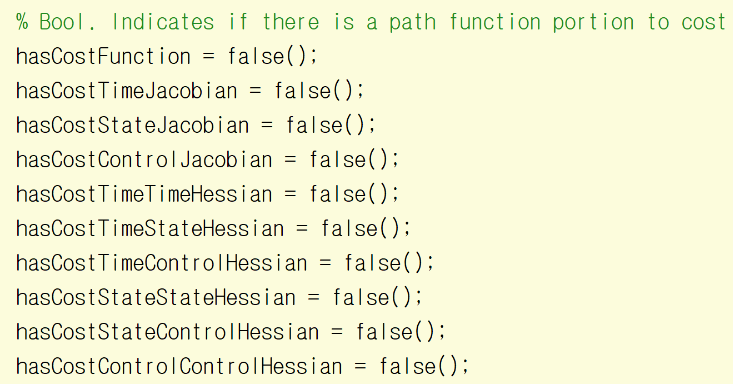 % Bool. Indicates if there is a path function portion to cost
hasCostFunction = false();
hasCostTimeJacobian = false();
hasCostStateJacobian = false();
hasCostControlJacobian = false();
hasCostTimeTimeHessian = false();
hasCostTimeStateHessian = false();
hasCostTimeControlHessian = false();
hasCostStateStateHessian = false();
hasCostStateControlHessian = false();
hasCostControlControlHessian = false();